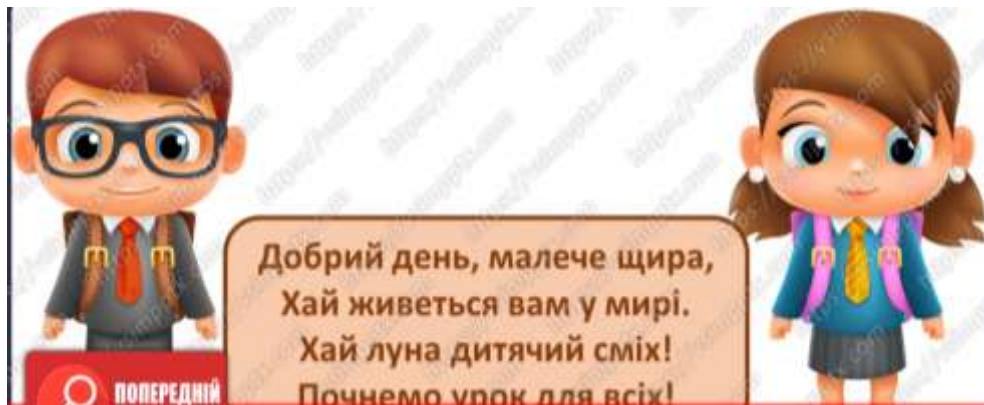 Добрий день, малече щира,
Хай живеться вам у мирі.
Хай луна дитячий сміх!
Почнемо урок для всіх!
ПОПЕРЕДНІЙ